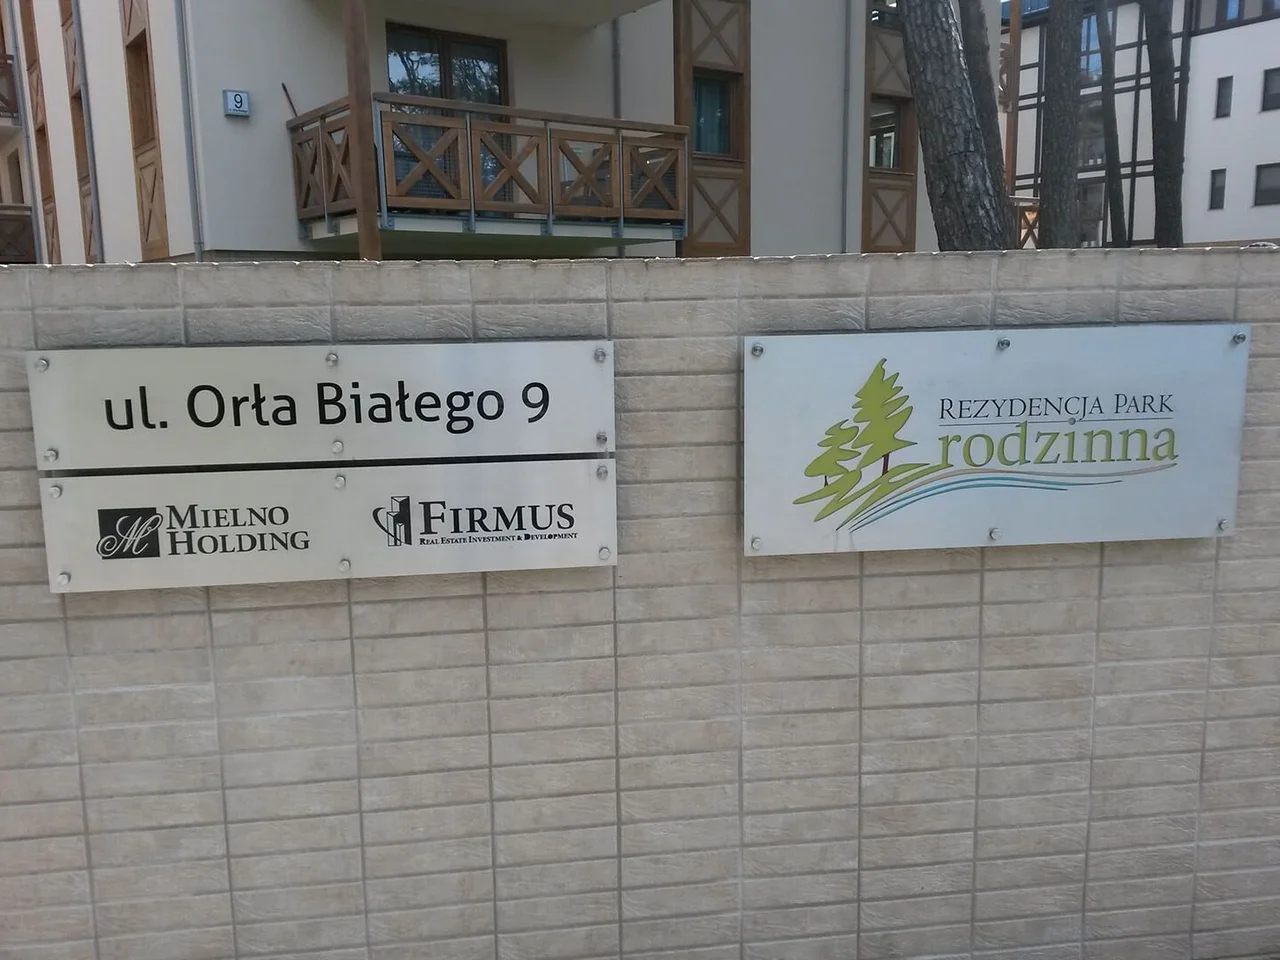 9
ul. Orła Białego 9
MIELNO
HOLDING
FIRMUS
REAL ESTATE INVESTMENT & DEVELOPMENT
REZYDENCJA PARK
rodzinna